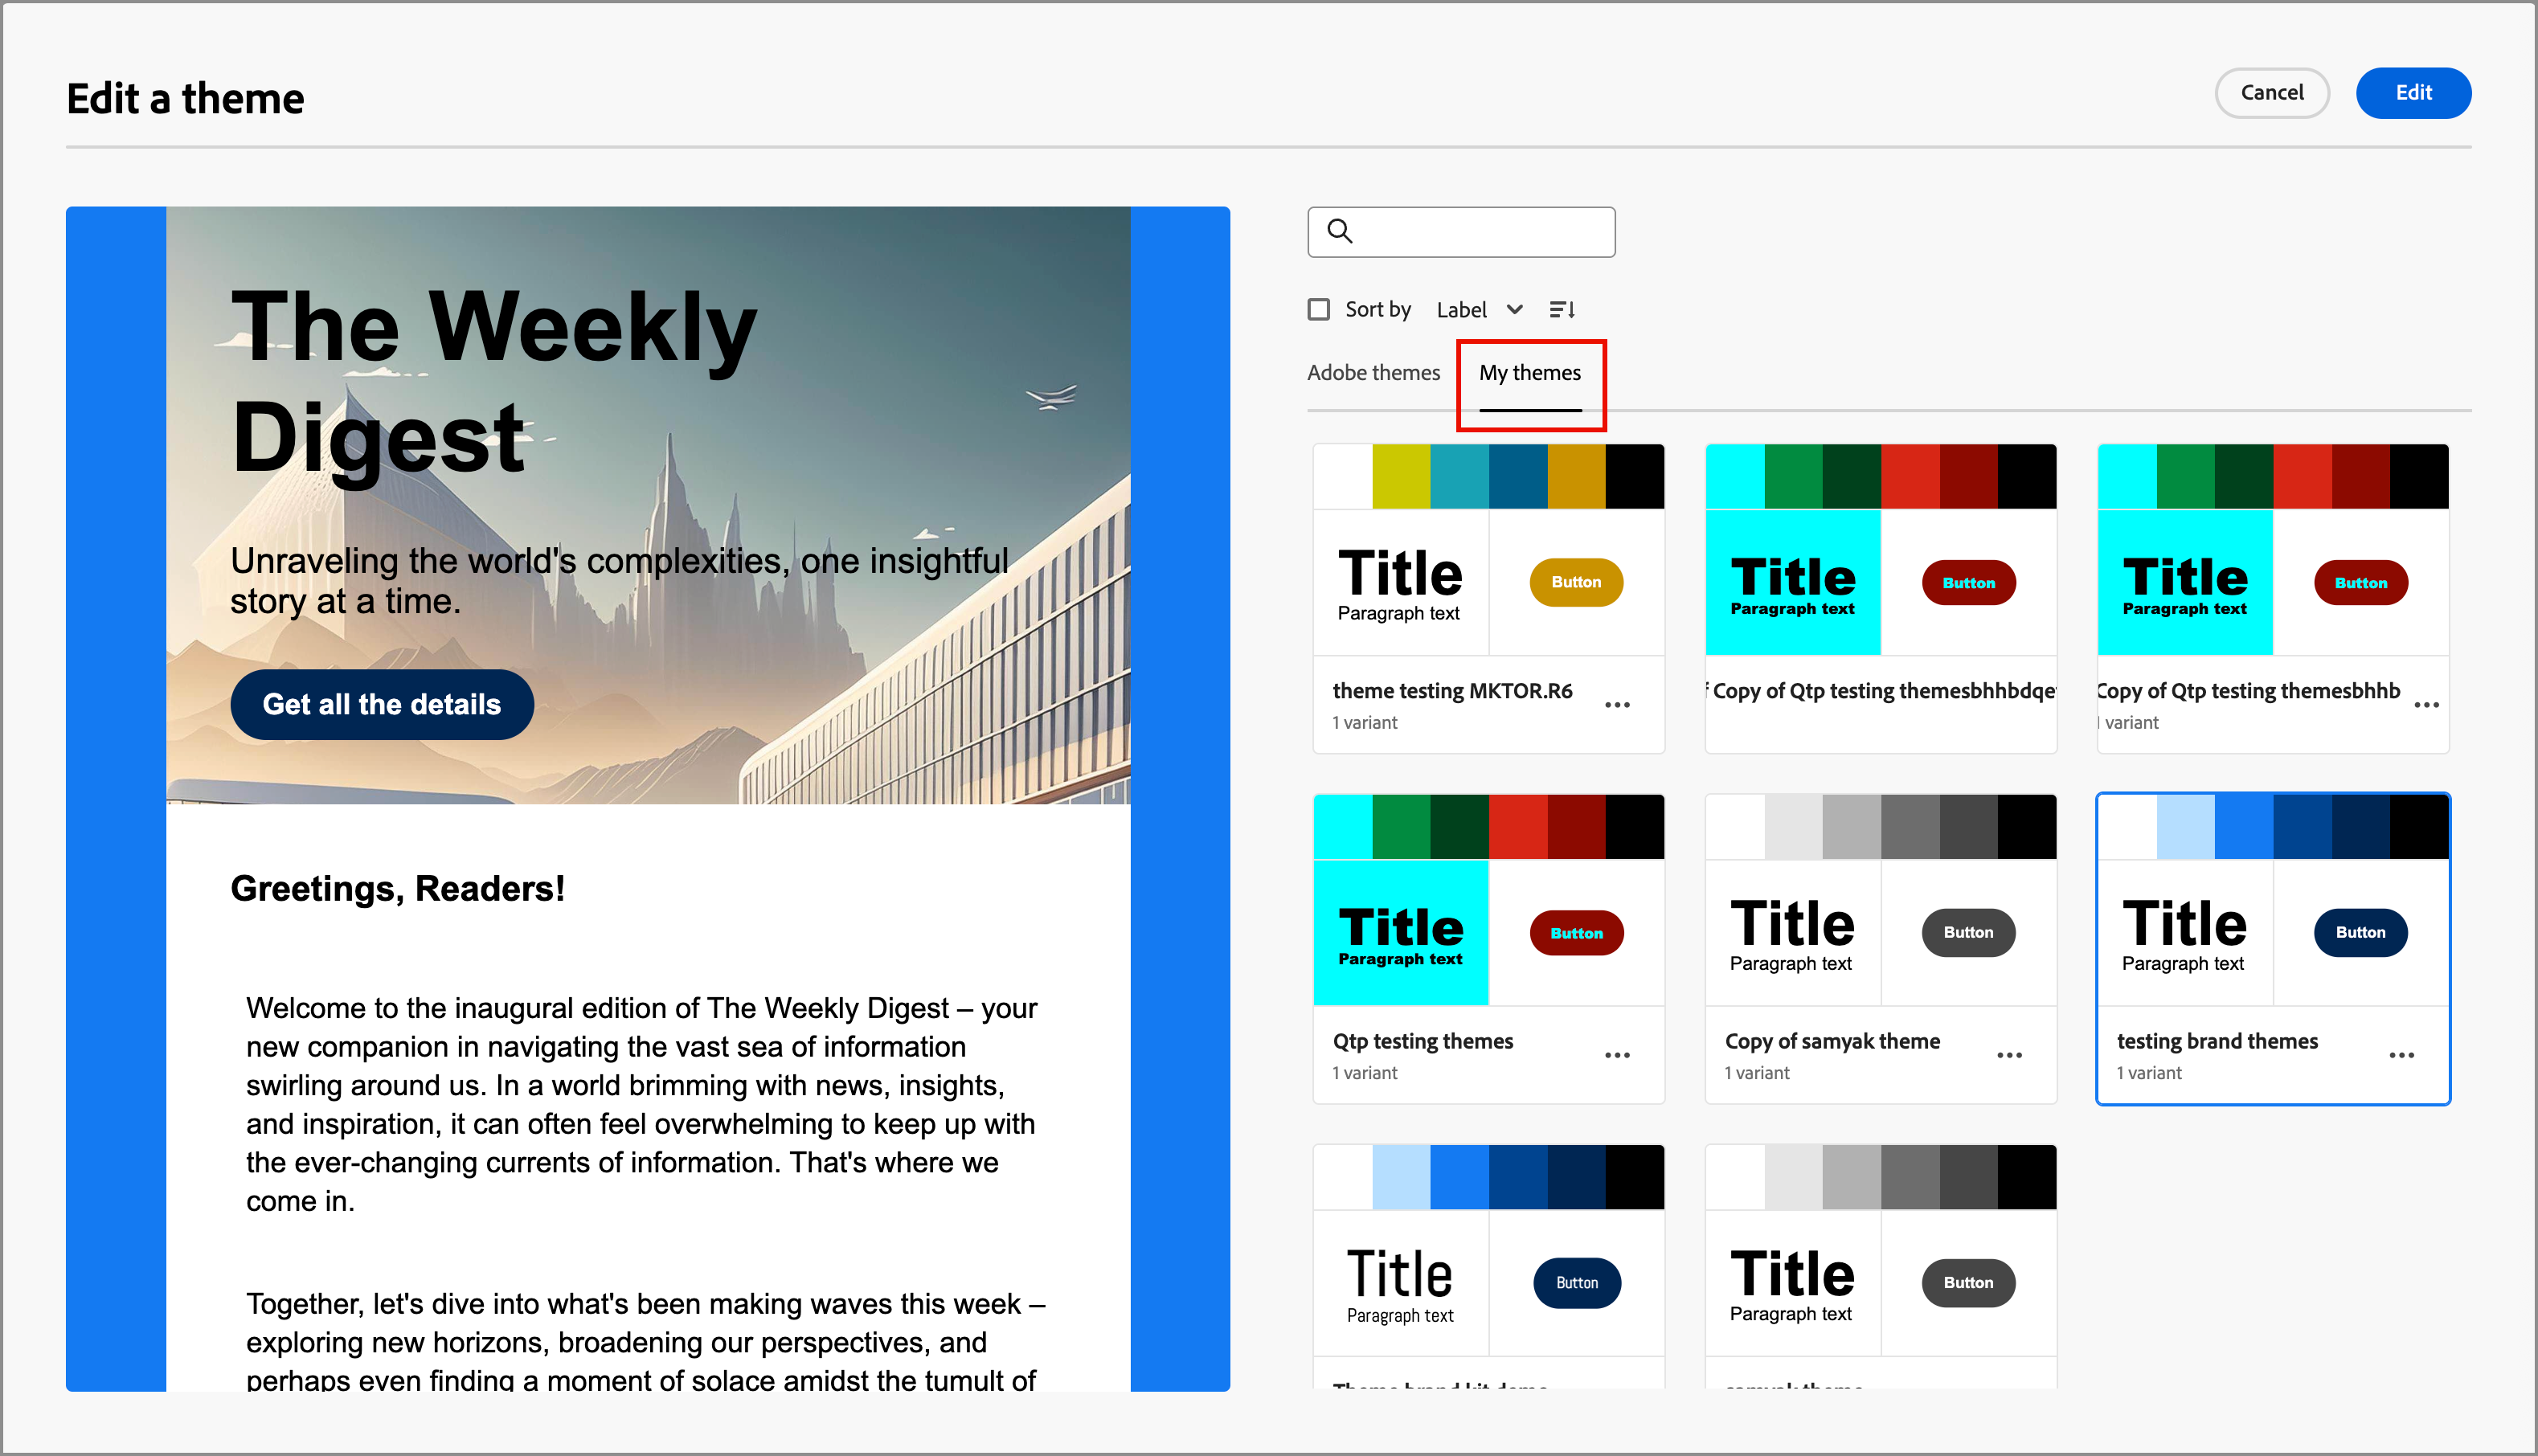 Edit a theme
Cancel
Edit
The Weekly
Digest
Unraveling the world's complexities, one insightful
story at a time.
Get all the details
Greetings, Readers!
Welcome to the inaugural edition of The Weekly Digest – your
new companion in navigating the vast sea of information
swirling around us. In a world brimming with news, insights,
and inspiration, it can often feel overwhelming to keep up with
the ever-changing currents of information. That's where we
come in.
Together, let's dive into what's been making waves this week –
exploring new horizons, broadening our perspectives, and
perhaps even finding a moment of solace amidst the tumult of
Sort by Label
Adobe themes My themes
Title
Paragraph text
Button
theme testing MKTOR.R6
1 variant
Title
Paragraph text
Button
Copy of Qtp testing themesbhhbdqe
Title
Paragraph text
Button
Copy of Qtp testing themesbhhb
variant
Title
Paragraph text
Button
Qtp testing themes
1 variant
Title
Paragraph text
Button
Copy of samyak theme
1 variant
Title
Paragraph text
Button
testing brand themes
1 variant
Title
Paragraph text
Button
Theme brand kit demo
Title
Paragraph text
Button
samyak theme